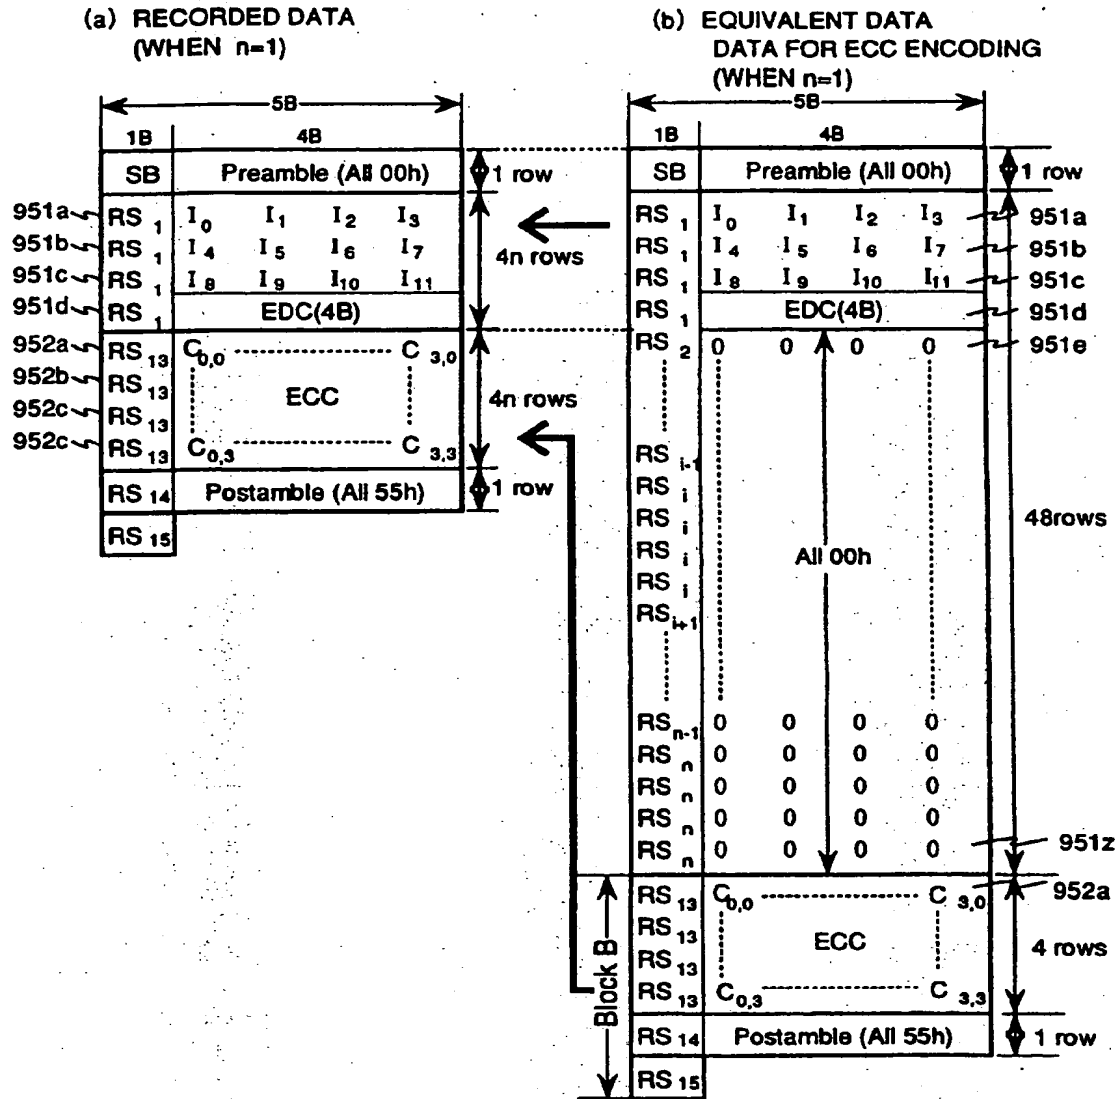 (a) RECORDED DATA
(WHEN n=1)
5B
1B 4B
SB Preamble (All 00h) 1 row
951a RS 1 I0 I1 I2 I3
951b RS 1 I4 I5 I6 I7
951c RS 1 I8 I9 I10 I11
951d RS 1 EDC(4B)
4n rows
952a RS 13 C0,0 C 3,0
952b RS 13
952c RS 13 ECC
952c RS 13 C0,3 C 3,3
4n rows
RS 14 Postamble (All 55h) 1 row
RS 15
(b) EQUIVALENT DATA
DATA FOR ECC ENCODING
(WHEN n=1)
5B
1B 4B
SB Preamble (All 00h) 1 row
RS 1 I0 I1 I2 I3 951a
RS 1 I4 I5 I6 I7 951b
RS 1 I8 I9 I10 I11 951c
RS 1 EDC(4B) 951d
RS 2 0 0 0 0 951e
RS i-1
RS i
RS i
RS i
RS i
RS i+1
All 00h
48rows
RS n-1 0 0 0 0
RS n 0 0 0 0
RS n 0 0 0 0
RS n 0 0 0 0
RS n 0 0 0 0 951z
RS 13 C0,0 C 3,0 952a
RS 13
RS 13 ECC
RS 13 C0,3 C 3,3
4 rows
Block B
RS 14 Postamble (All 55h) 1 row
RS 15